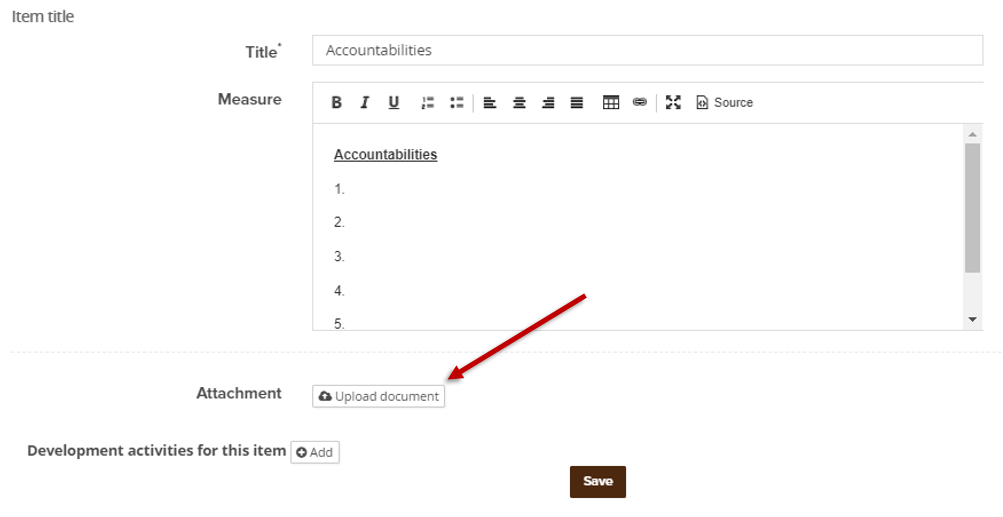 Item title
Title* Accountabilities
Measure B I U Source
Accountabilities
1.
2.
3.
4.
5.
Attachment Upload document
Development activities for this item Add
Save